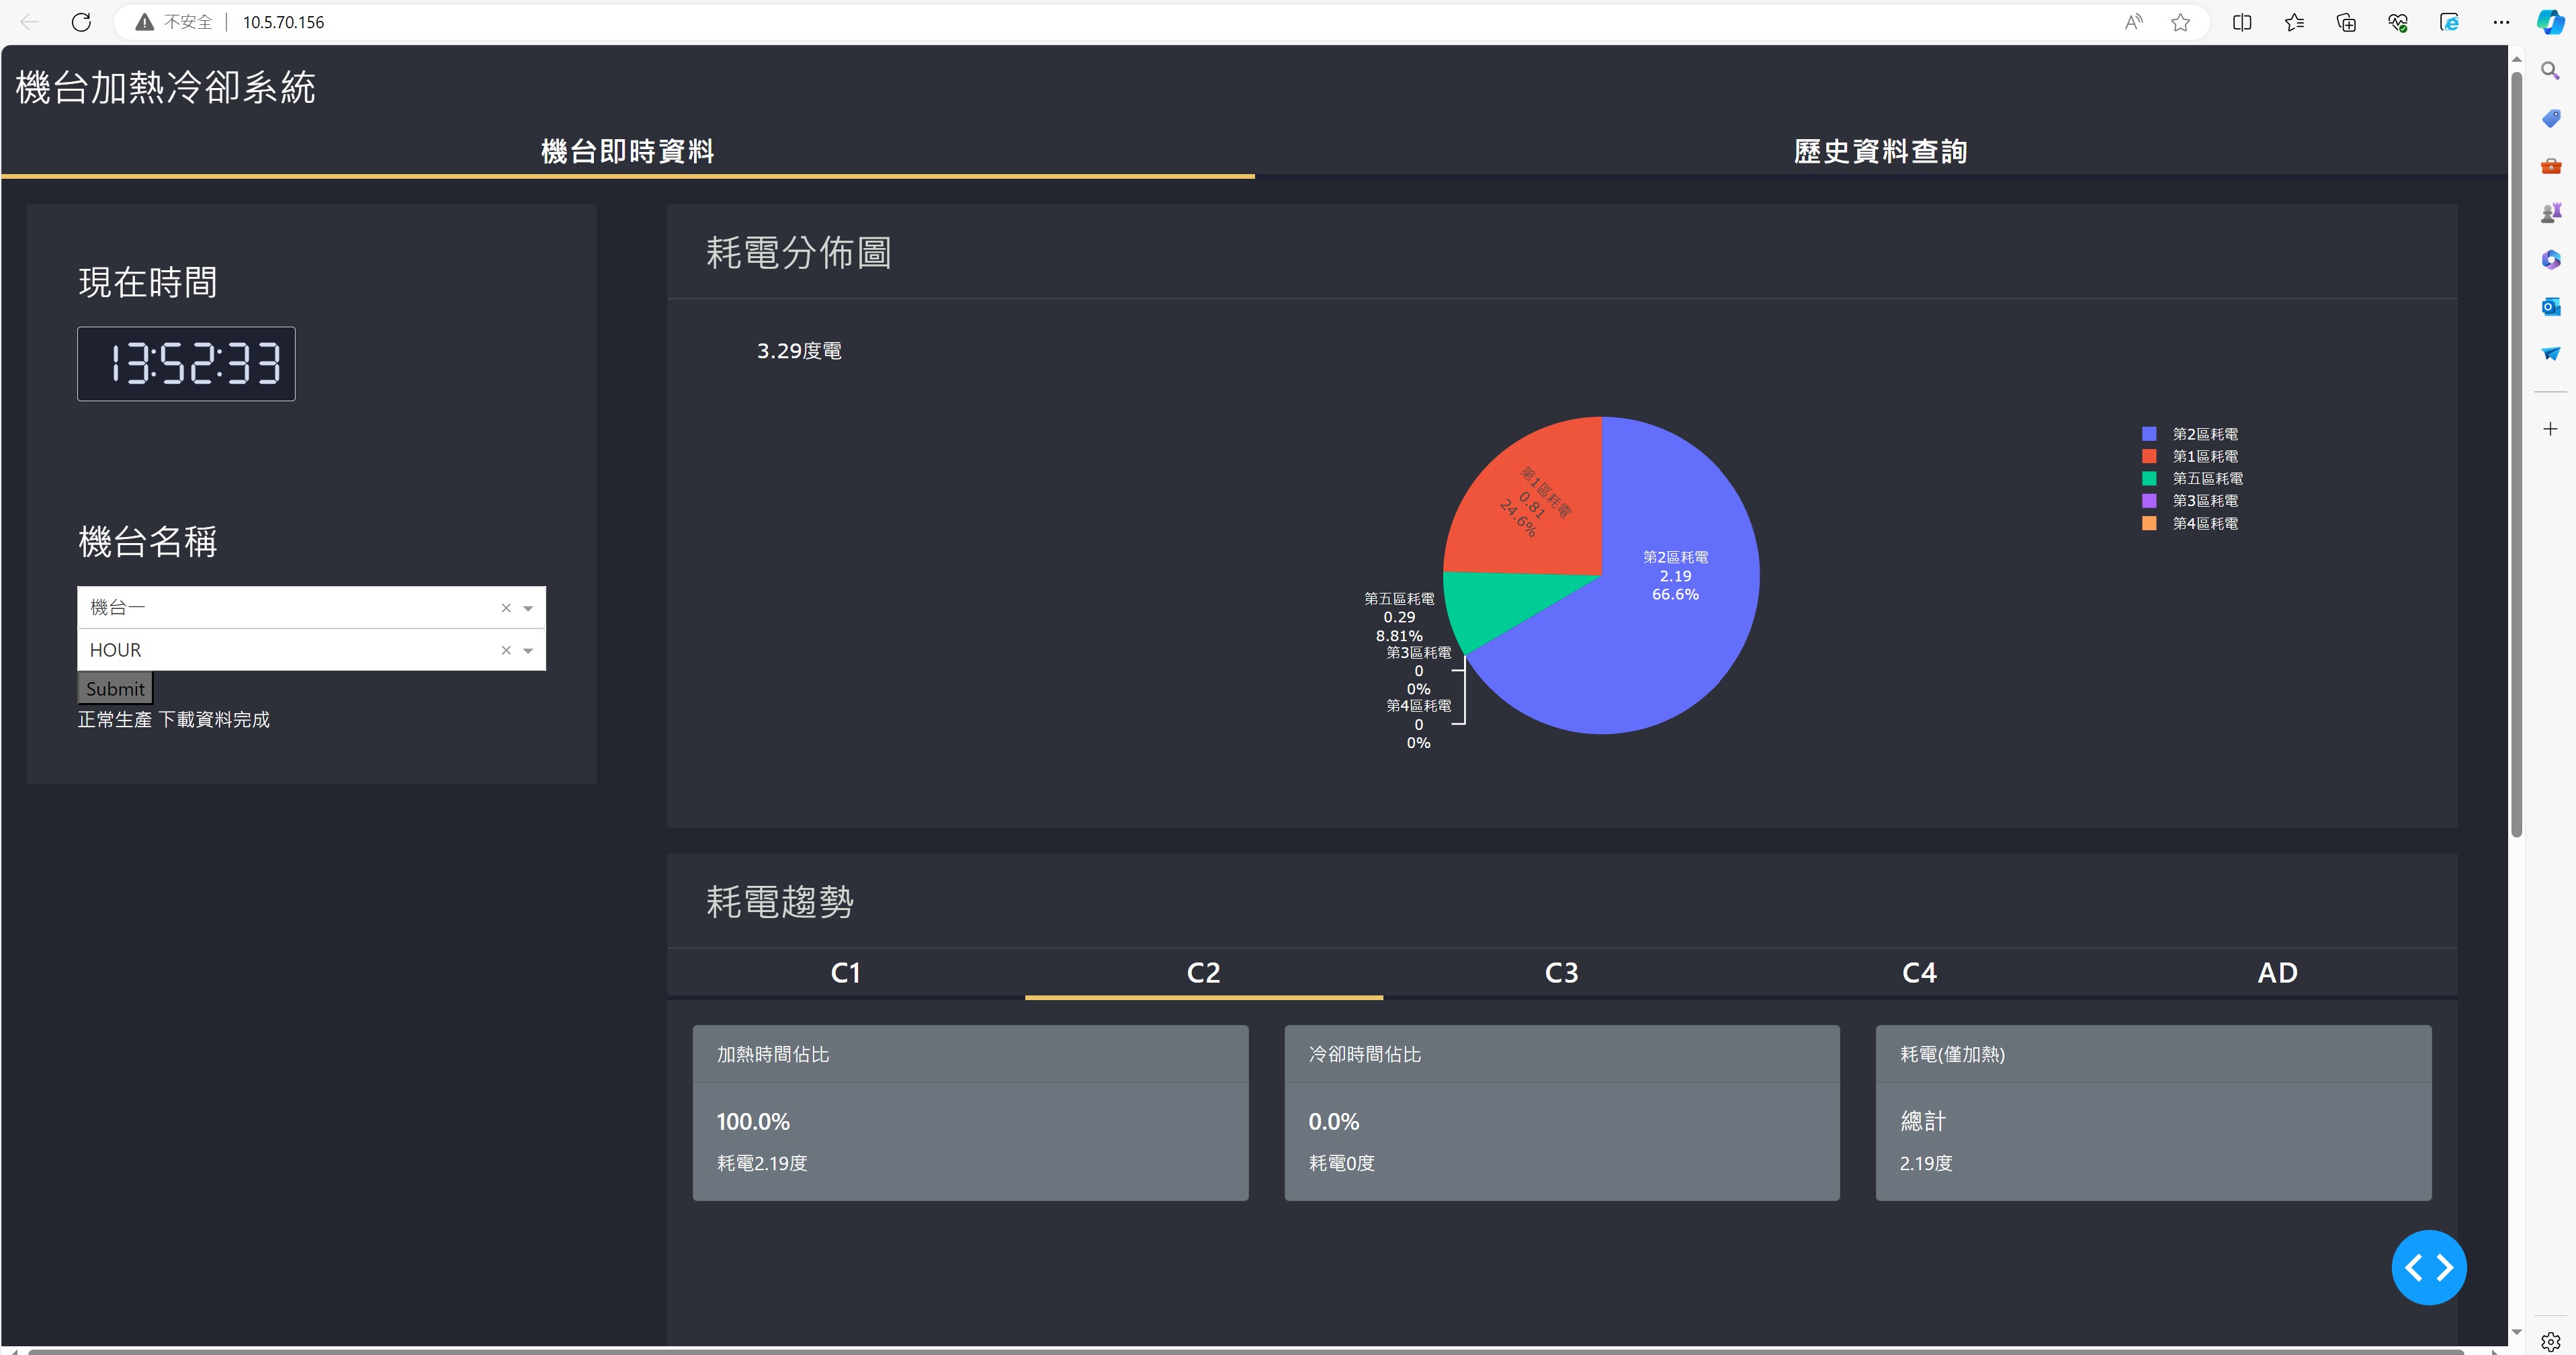 不安全 10.5.70.156
機台加熱冷卻系統
機台即時資料 歷史資料查詢
現在時間
13:52:33
機台名稱
機台一
HOUR
Submit
正常生產 下載資料完成
耗電分佈圖
3.29度電
第2區耗電
2.19
66.6%
第1區耗電
0.81
24.6%
第五區耗電
0.29
8.81%
第3區耗電
0
0%
第4區耗電
0
0%
第2區耗電
第1區耗電
第五區耗電
第3區耗電
第4區耗電
耗電趨勢
C1 C2 C3 C4 AD
加熱時間佔比
100.0%
耗電2.19度
冷卻時間佔比
0.0%
耗電0度
耗電(僅加熱)
總計
2.19度